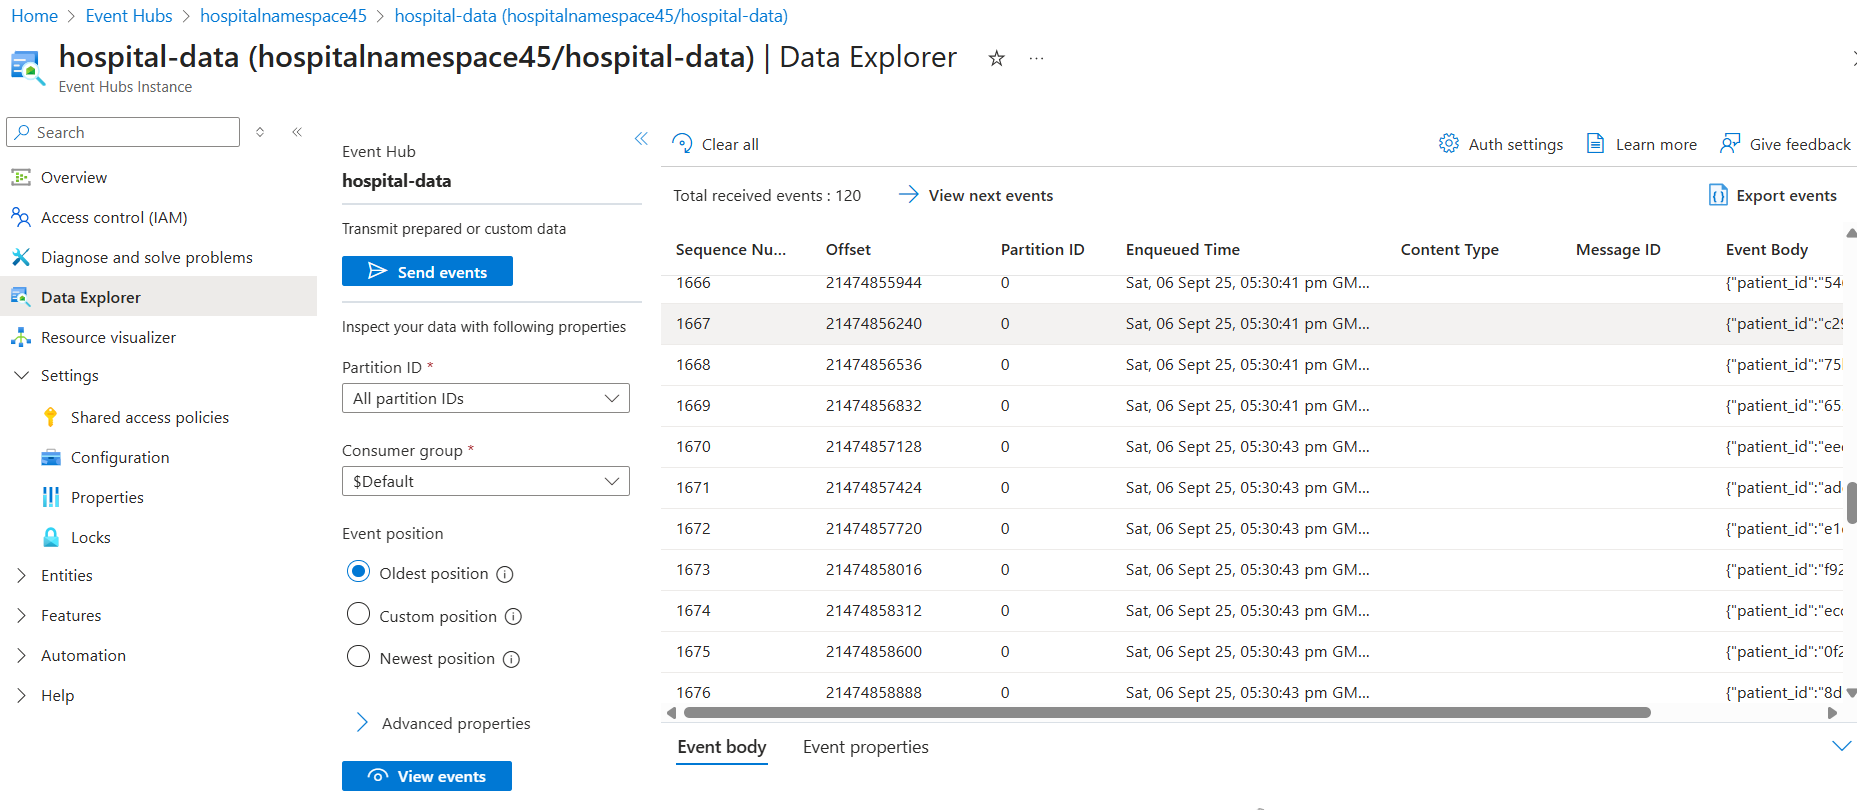 Home > Event Hubs > hospitalnamespace45 > hospital-data (hospitalnamespace45/hospital-data)
hospital-data (hospitalnamespace45/hospital-data) | Data Explorer
Event Hubs Instance
Search
Overview
Access control (IAM)
Diagnose and solve problems
Data Explorer
Resource visualizer
Settings
Shared access policies
Configuration
Properties
Locks
Entities
Features
Automation
Help
Event Hub
hospital-data
Transmit prepared or custom data
Send events
Inspect your data with following properties
Partition ID *
All partition IDs
Consumer group *
$Default
Event position
Oldest position
Custom position
Newest position
Advanced properties
View events
Clear all Auth settings Learn more Give feedback
Total received events : 120 View next events Export events
Sequence Nu... Offset Partition ID Enqueued Time Content Type Message ID Event Body
1666 21474855944 0 Sat, 06 Sept 25, 05:30:41 pm GM... {"patient_id":"54
1667 21474856240 0 Sat, 06 Sept 25, 05:30:41 pm GM... {"patient_id":"c29
1668 21474856536 0 Sat, 06 Sept 25, 05:30:41 pm GM... {"patient_id":"75
1669 21474856832 0 Sat, 06 Sept 25, 05:30:41 pm GM... {"patient_id":"65
1670 21474857128 0 Sat, 06 Sept 25, 05:30:43 pm GM... {"patient_id":"ee
1671 21474857424 0 Sat, 06 Sept 25, 05:30:43 pm GM... {"patient_id":"ad
1672 21474857720 0 Sat, 06 Sept 25, 05:30:43 pm GM... {"patient_id":"e1
1673 21474858016 0 Sat, 06 Sept 25, 05:30:43 pm GM... {"patient_id":"f92
1674 21474858312 0 Sat, 06 Sept 25, 05:30:43 pm GM... {"patient_id":"ec
1675 21474858600 0 Sat, 06 Sept 25, 05:30:43 pm GM... {"patient_id":"0f2
1676 21474858888 0 Sat, 06 Sept 25, 05:30:43 pm GM... {"patient_id":"8d
Event body Event properties